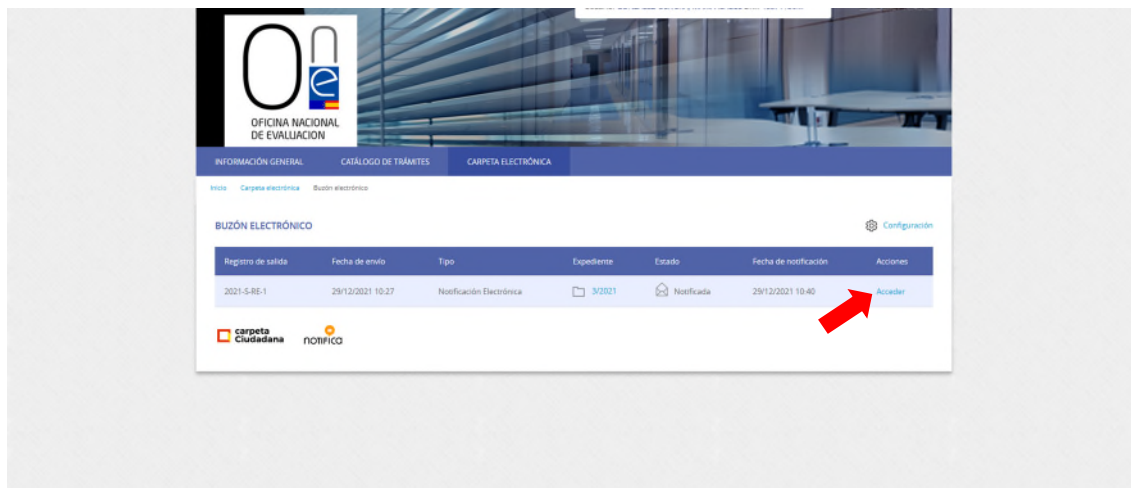 OFICINA NACIONAL
DE EVALUACION
INFORMACIÓN GENERAL CATÁLOGO DE TRÁMITES CARPETA ELECTRÓNICA
Inicio Carpeta electrónica Buzón electrónico
BUZÓN ELECTRÓNICO Configuración
Registro de salida Fecha de envío Tipo Expediente Estado Fecha de notificación Acciones
2021-S-RE-1 29/12/2021 10:27 Notificación Electrónica 3/2021 Notificada 29/12/2021 10:40 Acceder
carpeta
Ciudadana notifica